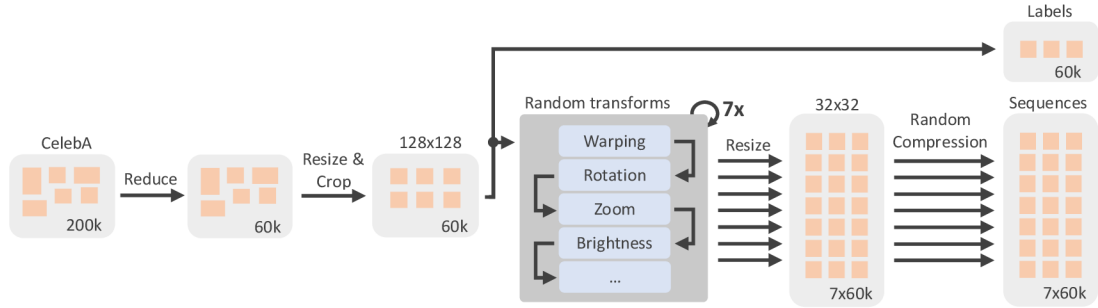 CelebA
200k
Reduce
60k
Resize &
Crop
128x128
60k
Random transforms
7x
Warping
Rotation
Zoom
Brightness
...
Resize
32x32
7x60k
Random
Compression
Labels
60k
Sequences
7x60k